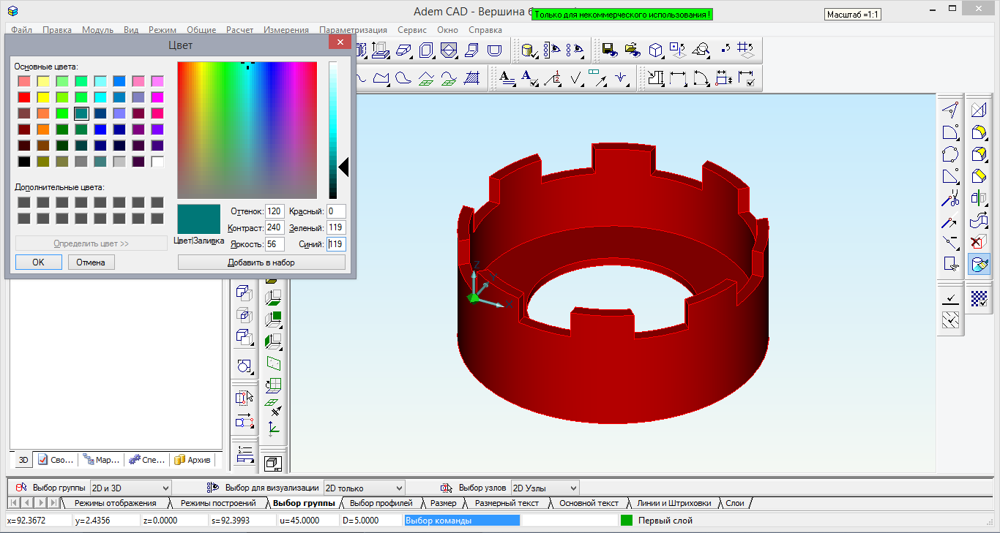 Adem CAD - Вершина б
Только для некоммерческого использования !
Масштаб =1:1
Файл Правка Модуль Вид Режим Общие Расчет Измерения Параметризация Сервис Окно Справка
Цвет
Основные цвета:
Дополнительные цвета:
Определить цвет >>
OK Отмена
Цвет|Заливка
Оттенок: 120 Красный: 0
Контраст: 240 Зеленый: 119
Яркость: 56 Синий: 119
Добавить в набор
Z
Y
X
3D Сво... Мар... Спе... Архив
Выбор группы 2D и 3D Выбор для визуализации 2D только Выбор узлов 2D Узлы
Режимы отображения Режимы построений Выбор группы Выбор профилей Размер Размерный текст Основной текст Линии и Штриховки Слои
x=92.3672 y=2.4356 z=0.0000 s=92.3993 u=45.0000 D=5.0000 Выбор команды Первый слой